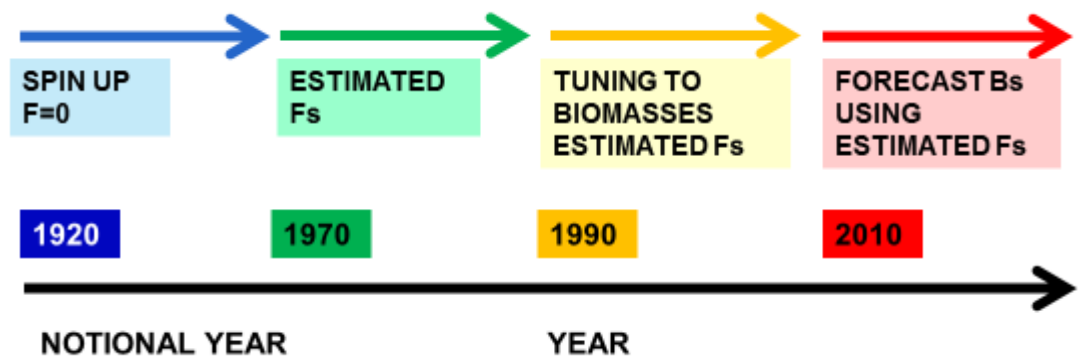 SPIN UP
F=0
ESTIMATED
Fs
TUNING TO
BIOMASSES
ESTIMATED Fs
FORECAST Bs
USING
ESTIMATED Fs
1920
1970
1990
2010
NOTIONAL YEAR
YEAR